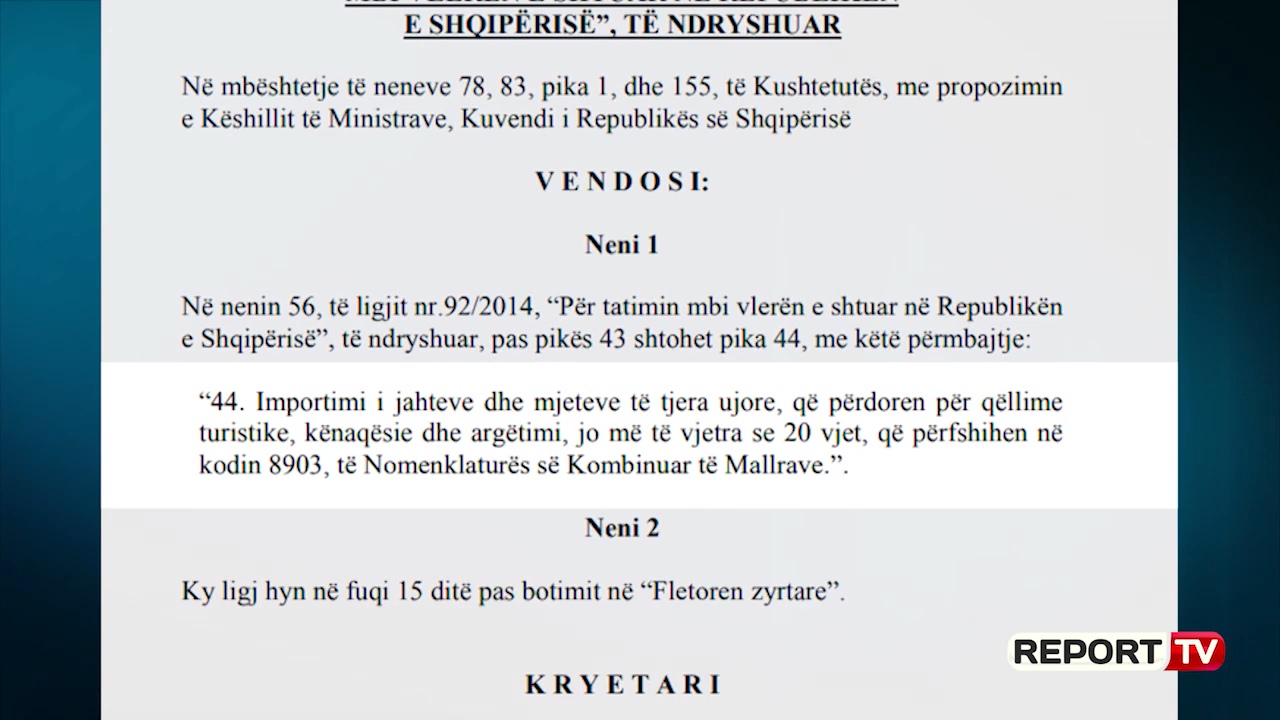 E SHQIPËRISË”, TË NDRYSHUAR
Në mbështetje të neneve 78, 83, pika 1, dhe 155, të Kushtetutës, me propozimin
e Këshillit të Ministrave, Kuvendi i Republikës së Shqipërisë
V E N D O S I:
Neni 1
Në nenin 56, të ligjit nr.92/2014, “Për tatimin mbi vlerën e shtuar në Republikën
e Shqipërisë”, të ndryshuar, pas pikës 43 shtohet pika 44, me këtë përmbajtje:
“44. Importimi i jahteve dhe mjeteve të tjera ujore, që përdoren për qëllime
turistike, kënaqësie dhe argëtimi, jo më të vjetra se 20 vjet, që përfshihen në
kodin 8903, të Nomenklaturës së Kombinuar të Mallrave.”.
Neni 2
Ky ligj hyn në fuqi 15 ditë pas botimit në “Fletoren zyrtare”.
REPORT TV
K R Y E T A R I